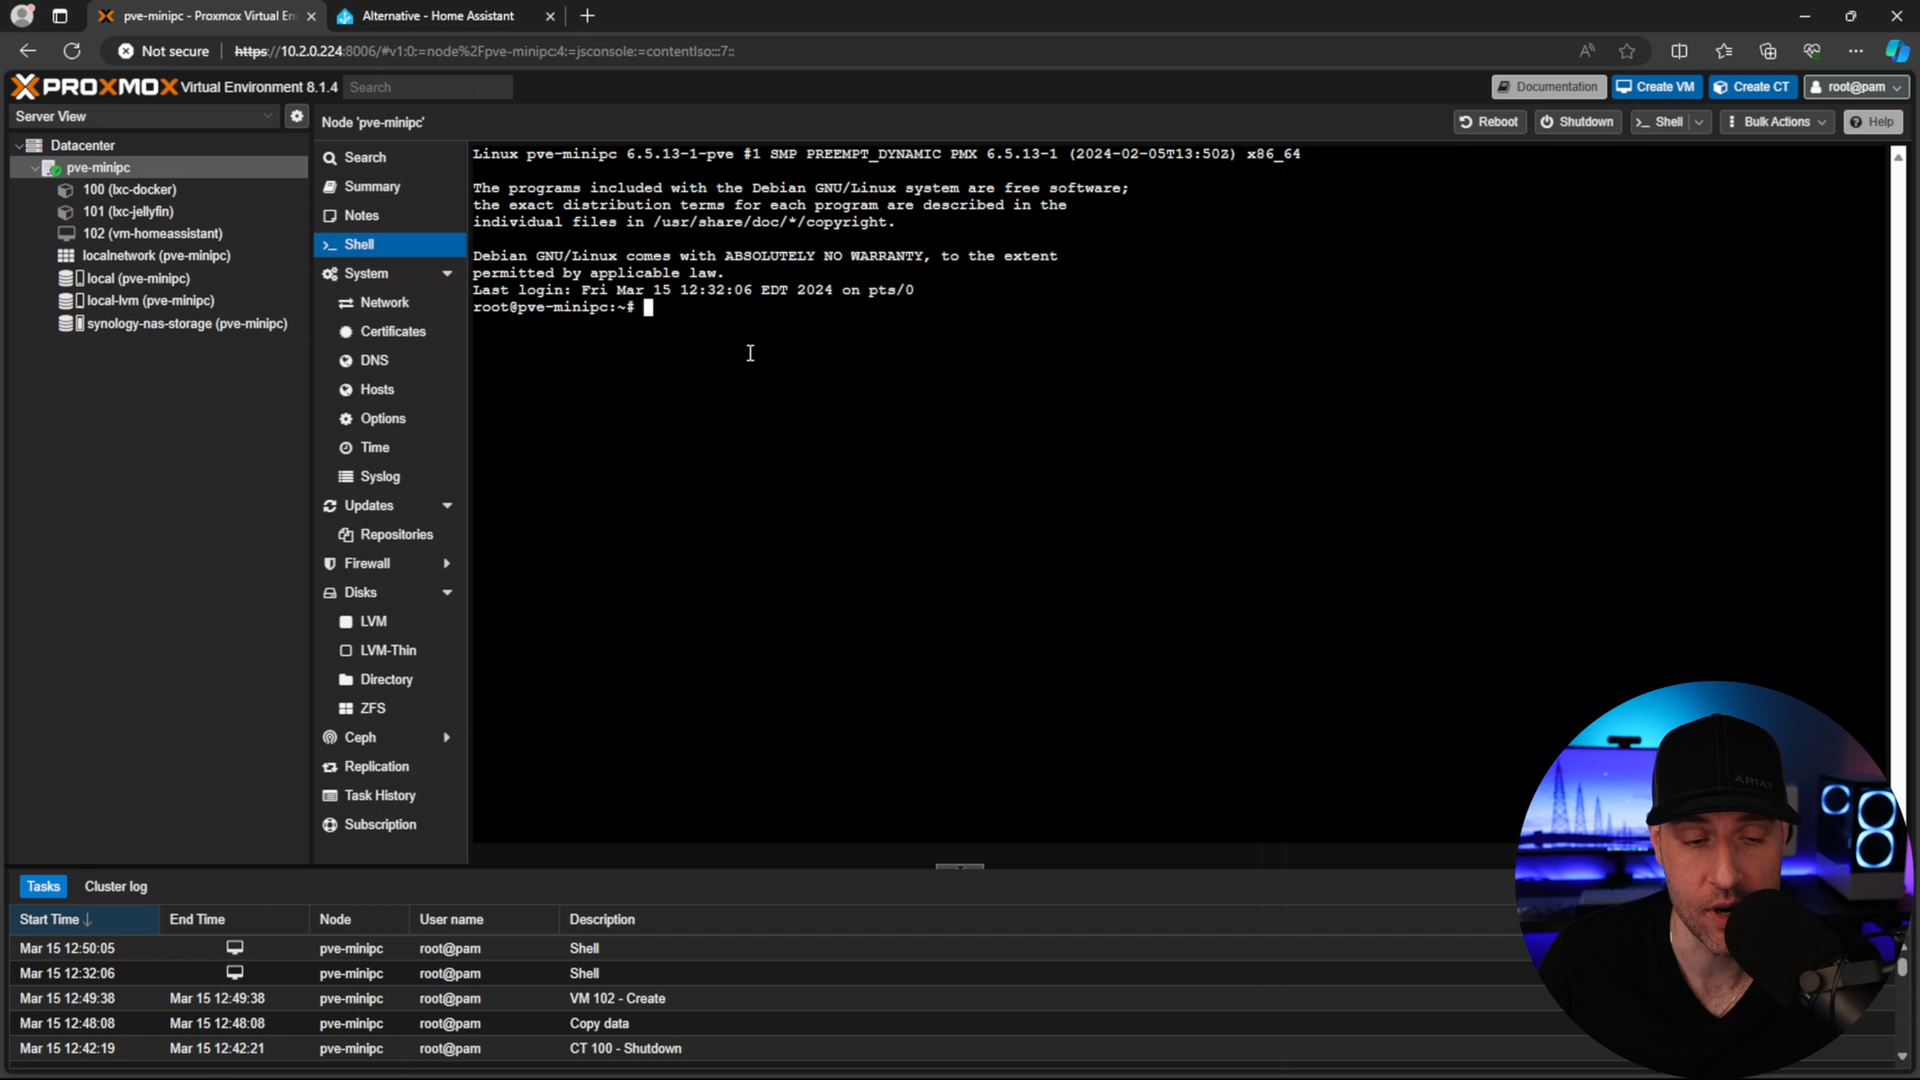 pve-minipc - Proxmox Virtual En
Alternative - Home Assistant
Not secure
https://10.2.0.224:8006/#v1:0:=node%2Fpve-minipc:4:=jsconsole:=contentIso:::7::
PROXMOX Virtual Environment 8.1.4
Search
Documentation
Create VM
Create CT
root@pam
Server View
Node 'pve-minipc'
Reboot
Shutdown
Shell
Bulk Actions
Help
Datacenter
pve-minipc
100 (lxc-docker)
101 (lxc-jellyfin)
102 (vm-homeassistant)
localnetwork (pve-minipc)
local (pve-minipc)
local-lvm (pve-minipc)
synology-nas-storage (pve-minipc)
Search
Summary
Notes
Shell
System
Network
Certificates
DNS
Hosts
Options
Time
Syslog
Updates
Repositories
Firewall
Disks
LVM
LVM-Thin
Directory
ZFS
Ceph
Replication
Task History
Subscription
Linux pve-minipc 6.5.13-1-pve #1 SMP PREEMPT_DYNAMIC PMX 6.5.13-1 (2024-02-05T13:50Z) x86_64
The programs included with the Debian GNU/Linux system are free software;
the exact distribution terms for each program are described in the
individual files in /usr/share/doc/*/copyright.
Debian GNU/Linux comes with ABSOLUTELY NO WARRANTY, to the extent
permitted by applicable law.
Last login: Fri Mar 15 12:32:06 EDT 2024 on pts/0
root@pve-minipc:~#
ARIAT
Tasks
Cluster log
Start Time End Time Node User name Description
Mar 15 12:50:05 pve-minipc root@pam Shell
Mar 15 12:32:06 pve-minipc root@pam Shell
Mar 15 12:49:38 Mar 15 12:49:38 pve-minipc root@pam VM 102 - Create
Mar 15 12:48:08 Mar 15 12:48:08 pve-minipc root@pam Copy data
Mar 15 12:42:19 Mar 15 12:42:21 pve-minipc root@pam CT 100 - Shutdown